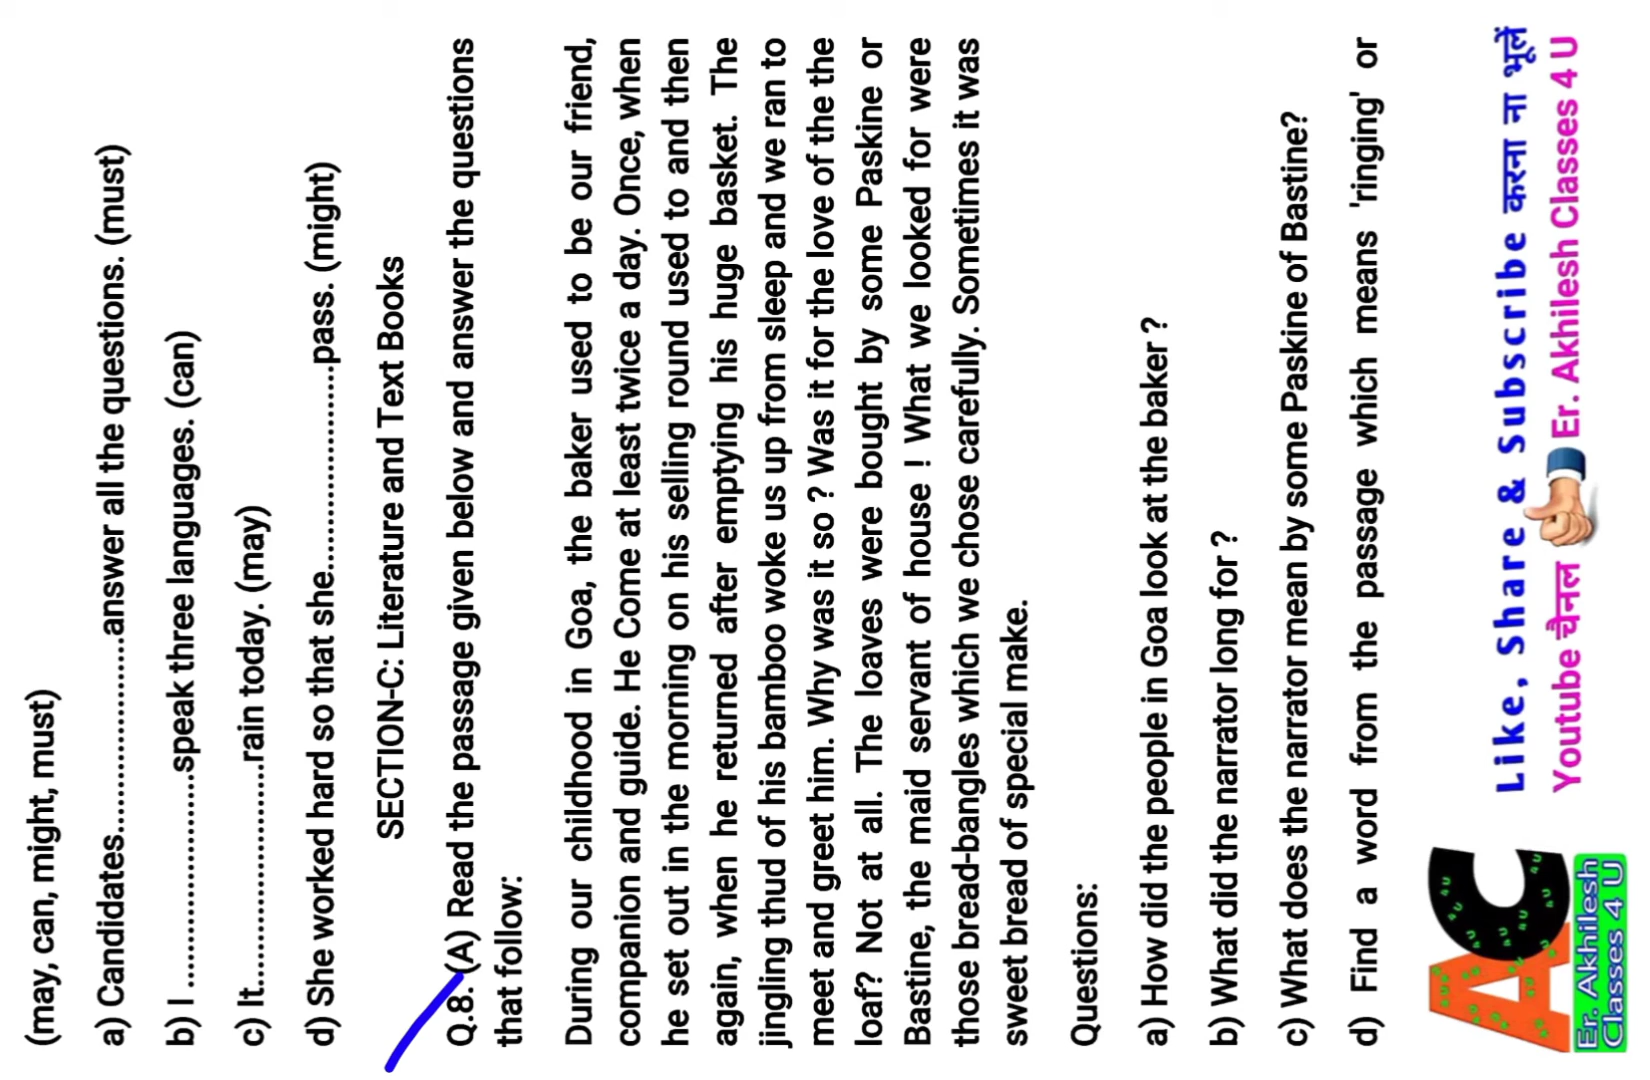 (may, can, might, must)
a) Candidates..............................answer all the questions. (must)
b) I ..............................speak three languages. (can)
c) It..............................rain today. (may)
d) She worked hard so that she..............................pass. (might)
SECTION-C: Literature and Text Books
Q.8. (A) Read the passage given below and answer the questions
that follow:
During our childhood in Goa, the baker used to be our friend,
companion and guide. He Come at least twice a day. Once, when
he set out in the morning on his selling round used to and then
again, when he returned after emptying his huge basket. The
jingling thud of his bamboo woke us up from sleep and we ran to
meet and greet him. Why was it so ? Was it for the love of the the
loaf? Not at all. The loaves were bought by some Paskine or
Bastine, the maid servant of house ! What we looked for were
those bread-bangles which we chose carefully. Sometimes it was
sweet bread of special make.
Questions:
a) How did the people in Goa look at the baker ?
b) What did the narrator long for ?
c) What does the narrator mean by some Paskine of Bastine?
d) Find a word from the passage which means 'ringing' or
AC
Er. Akhilesh
Classes 4 U
Like, Share & Subscribe करना ना भूलें
Youtube चैनल Er. Akhilesh Classes 4 U